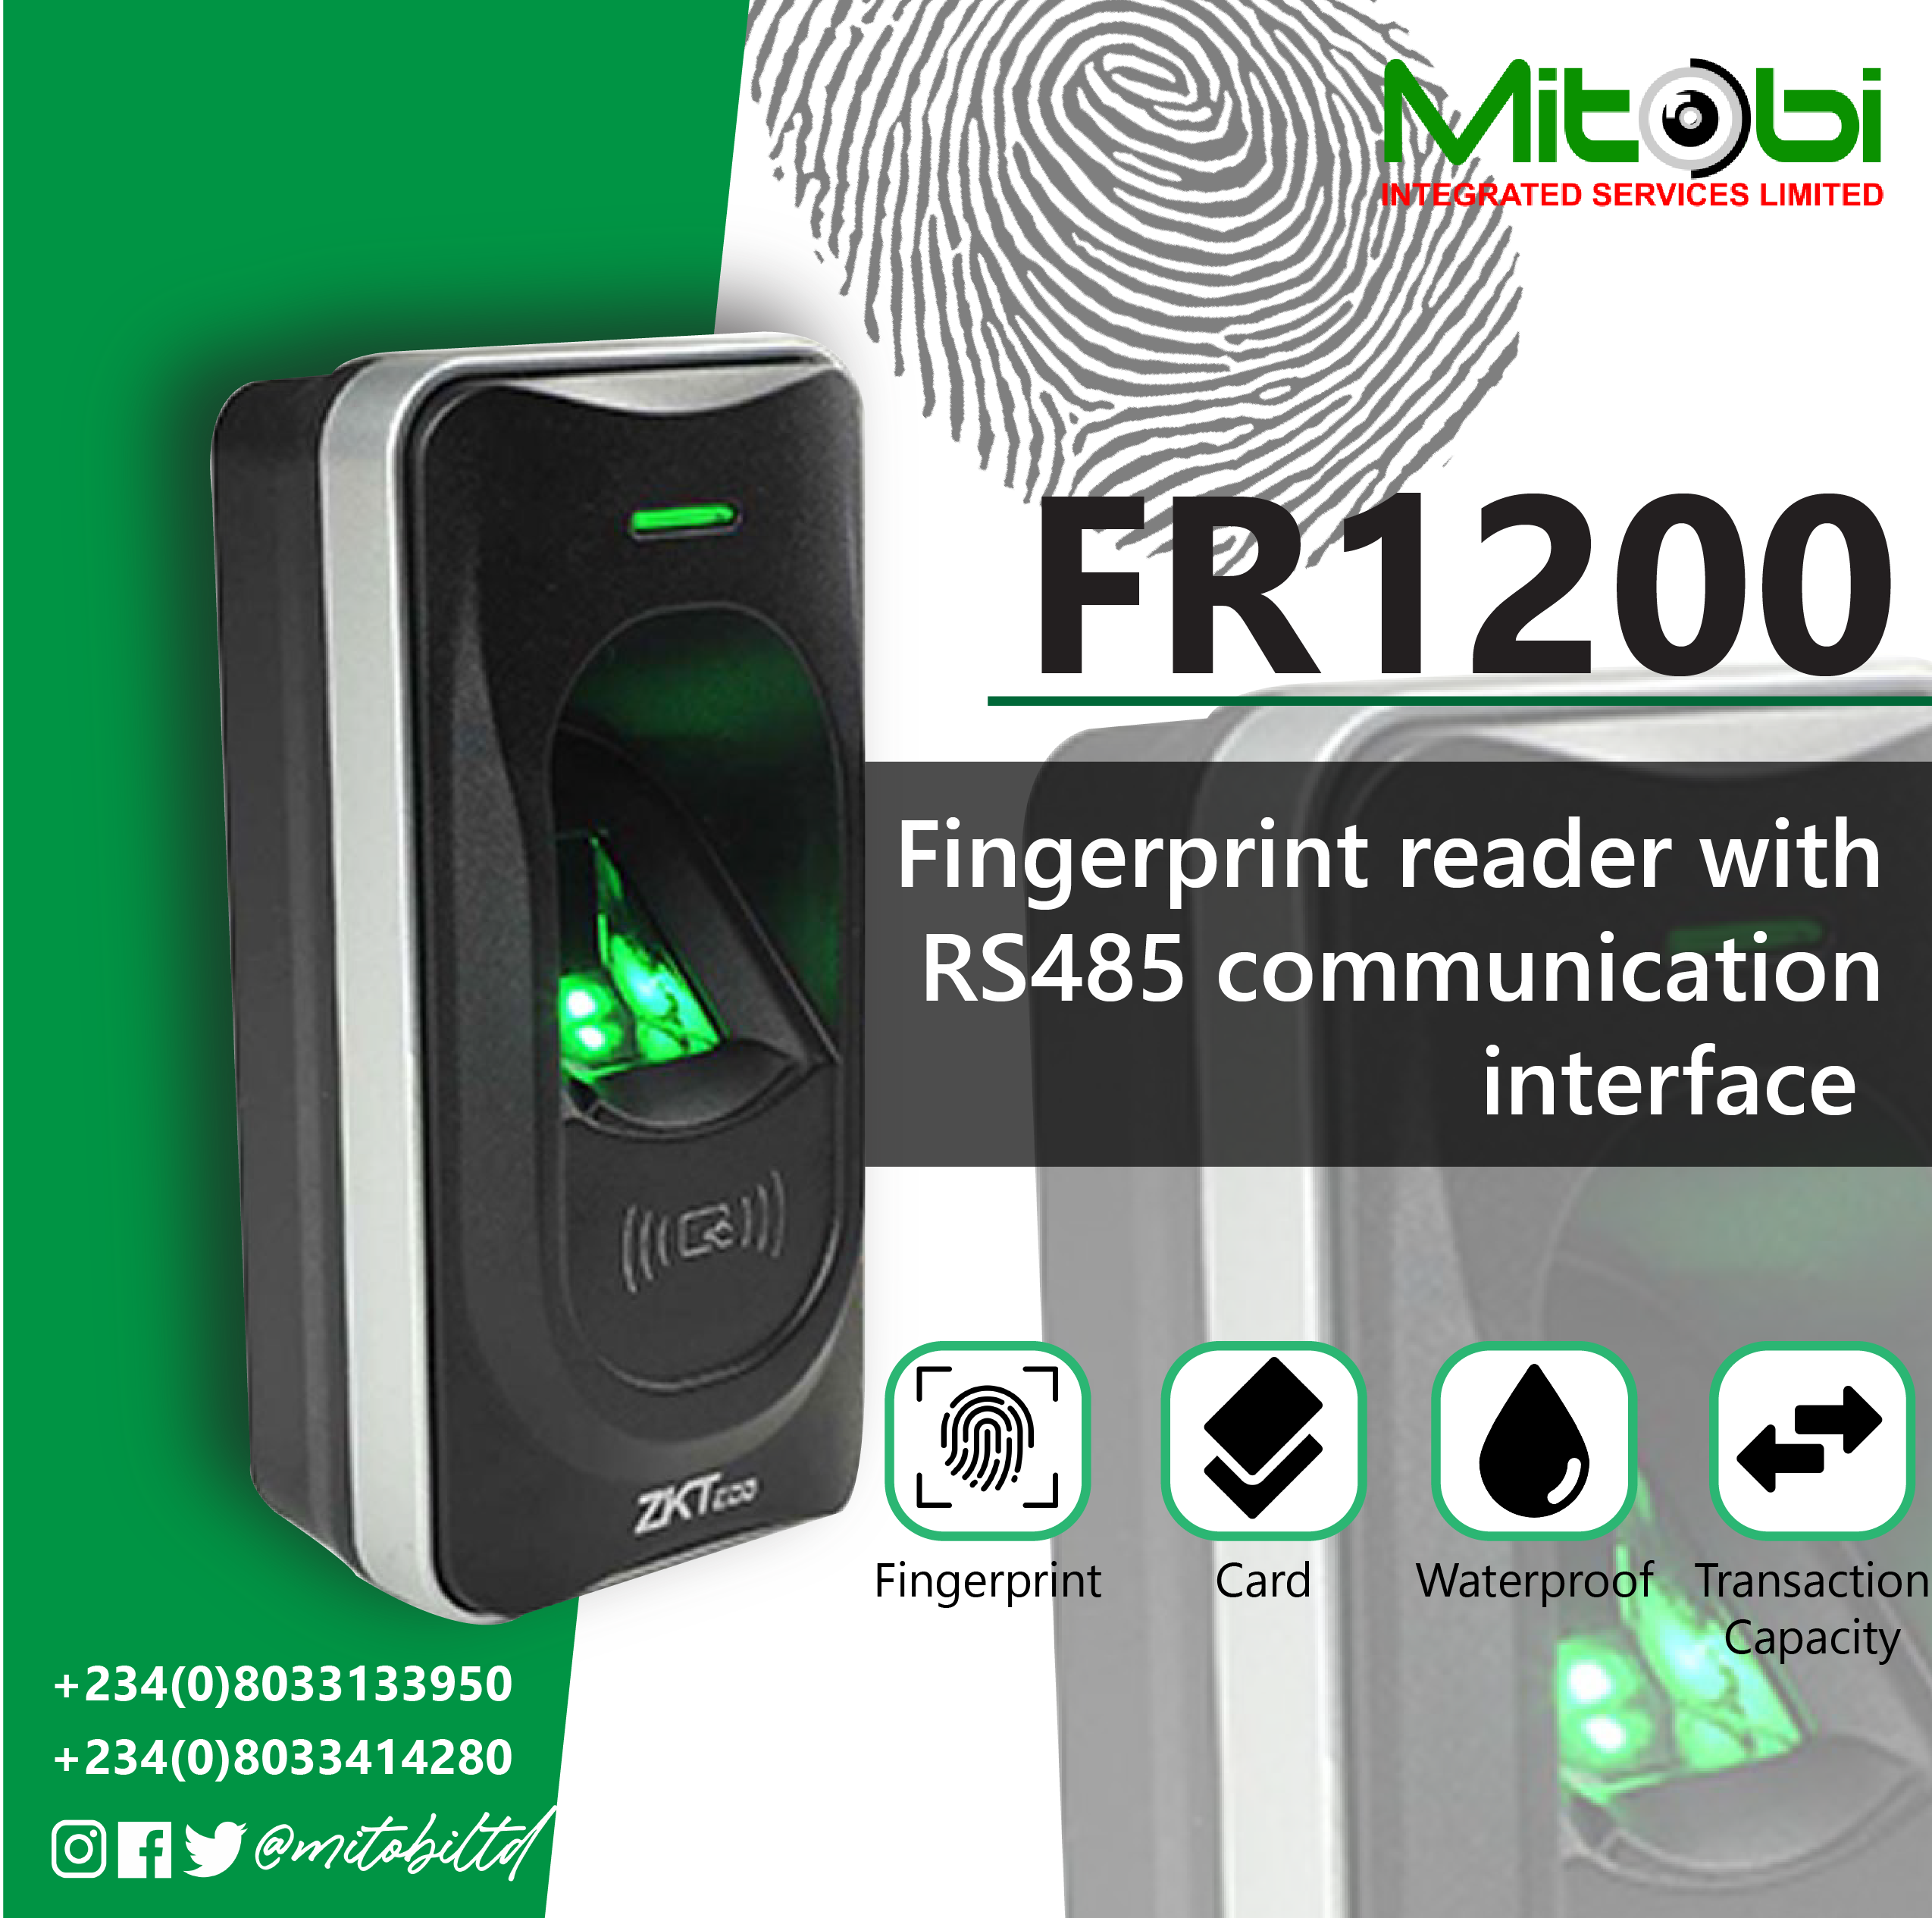 Mitobi
INTEGRATED SERVICES LIMITED
FR1200
Fingerprint reader with
RS485 communication
interface
ZKTECO
Fingerprint
Card
Waterproof
Transaction
Capacity
+234(0)8033133950
+234(0)8033414280
@mitobiltd